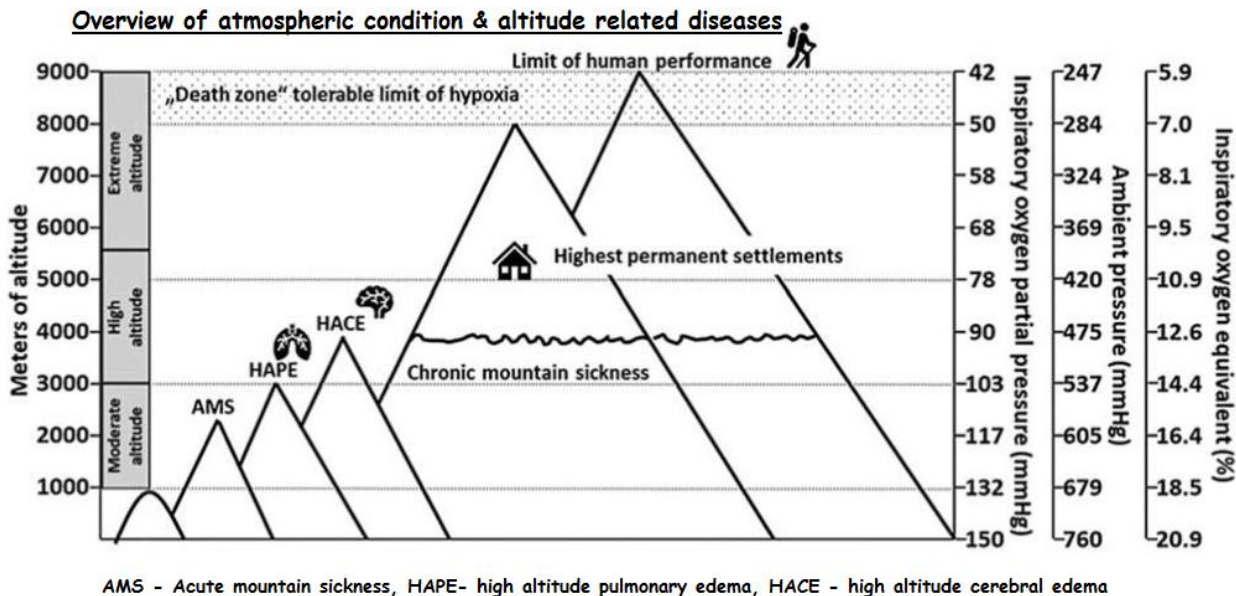 Overview of atmospheric condition & altitude related diseases
Limit of human performance
„Death zone“ tolerable limit of hypoxia
Meters of altitude
9000
8000
7000
6000
5000
4000
3000
2000
1000
Extreme
altitude
High
altitude
Moderate
altitude
AMS
HAPE
HACE
Highest permanent settlements
Chronic mountain sickness
42
50
58
68
78
90
103
117
132
150
Inspiratory oxygen partial pressure (mmHg)
247
284
324
369
420
475
537
605
679
760
Ambient pressure (mmHg)
5.9
7.0
8.1
9.5
10.9
12.6
14.4
16.4
18.5
20.9
Inspiratory oxygen equivalent (%)
AMS - Acute mountain sickness, HAPE- high altitude pulmonary edema, HACE - high altitude cerebral edema